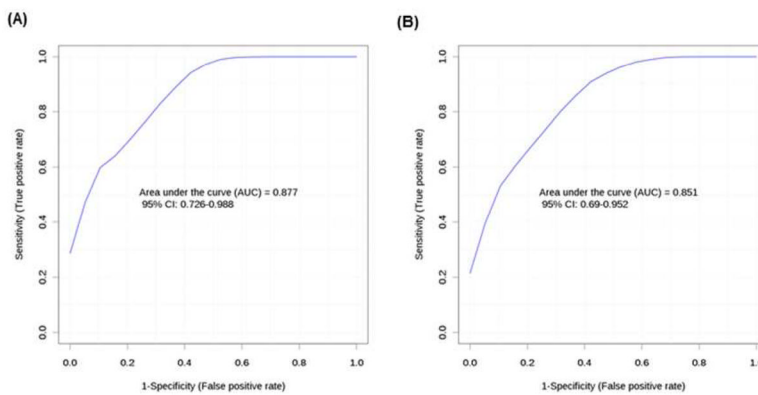 (A)
1.0
0.8
0.6
0.4
0.2
0.0
Sensitivity (True positive rate)
Area under the curve (AUC) = 0.877
95% CI: 0.726-0.988
0.0 0.2 0.4 0.6 0.8 1.0
1-Specificity (False positive rate)
(B)
1.0
0.8
0.6
0.4
0.2
0.0
Sensitivity (True positive rate)
Area under the curve (AUC) = 0.851
95% CI: 0.69-0.952
0.0 0.2 0.4 0.6 0.8 1.0
1-Specificity (False positive rate)